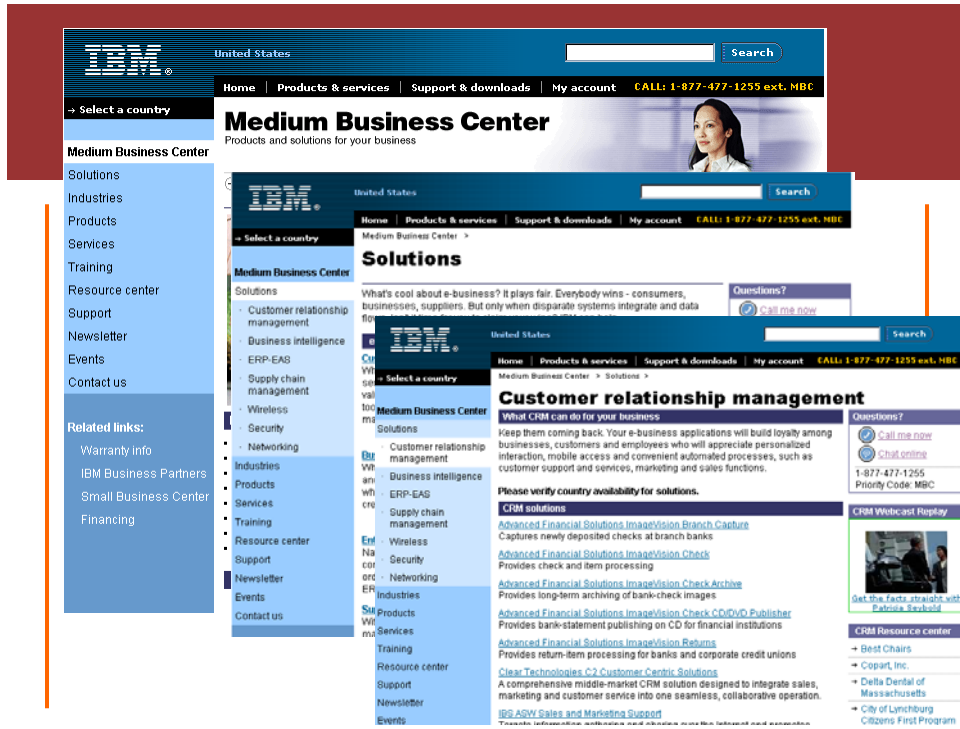 IBM®
United States
Search
Home | Products & services | Support & downloads | My account CALL: 1-877-477-1255 ext. MBC
→ Select a country
Medium Business Center
Products and solutions for your business
Medium Business Center
Solutions
Industries
Products
Services
Training
Resource center
Support
Newsletter
Events
Contact us
Related links:
Warranty info
IBM Business Partners
Small Business Center
Financing
IBM®
United States
Search
Home | Products & services | Support & downloads | My account CALL: 1-877-477-1255 ext. MBC
→ Select a country
Medium Business Center >
Solutions
Medium Business Center
Solutions
· Customer relationship
management
· Business intelligence
· ERP-EAS
· Supply chain
management
· Wireless
· Security
· Networking
Industries
Products
Services
Training
Resource center
Support
Newsletter
Events
Contact us
What's cool about e-business? It plays fair. Everybody wins - consumers,
businesses, suppliers. But only when disparate systems integrate and data
Questions?
Call me now
IBM®
United States
Search
Home | Products & services | Support & downloads | My account CALL: 1-877-477-1255 ext. MBC
→ Select a country
Medium Business Center > Solutions >
Customer relationship management
Medium Business Center
Solutions
· Customer relationship
management
· Business intelligence
· ERP-EAS
· Supply chain
management
· Wireless
· Security
· Networking
Industries
Products
Services
Training
Resource center
Support
Newsletter
Events
What CRM can do for your business
Keep them coming back. Your e-business applications will build loyalty among
businesses, customers and employees who will appreciate personalized
interaction, mobile access and convenient automated processes, such as
customer support and services, marketing and sales functions.
Please verify country availability for solutions.
CRM solutions
Advanced Financial Solutions ImageVision Branch Capture
Captures newly deposited checks at branch banks
Advanced Financial Solutions ImageVision Check
Provides check and item processing
Advanced Financial Solutions ImageVision Check Archive
Provides long-term archiving of bank-check images
Advanced Financial Solutions ImageVision Check CD/DVD Publisher
Provides bank-statement publishing on CD for financial institutions
Advanced Financial Solutions ImageVision Returns
Provides return-item processing for banks and corporate credit unions
Clear Technologies C2 Customer Centric Solutions
A comprehensive middle-market CRM solution designed to integrate sales,
marketing and customer service into one seamless, collaborative operation.
IBS ASW Sales and Marketing Support
Questions?
Call me now
Chat online
1-877-477-1255
Priority Code: MBC
CRM Webcast Replay
Get the facts straight with
Patricia Seybold
CRM Resource center
→ Best Chairs
→ Copart, Inc.
→ Delta Dental of
Massachusetts
→ City of Lynchburg
Citizens First Program